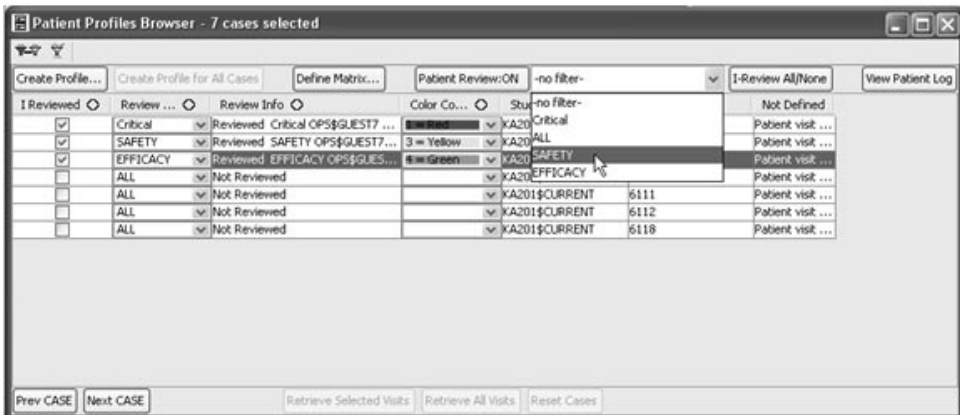 Patient Profiles Browser - 7 cases selected
Create Profile... Create Profile for All Cases Define Matrix... Patient Review:ON -no filter- I-Review All/None View Patient Log
I Reviewed Review ... Review Info Color Co... Stu Not Defined
-no filter-
Critical
ALL
SAFETY
EFFICACY
Critical Reviewed Critical OPS$GUEST7 ... = Red KA20 Patient visit ...
SAFETY Reviewed SAFETY OPS$GUEST7... 3 = Yellow KA20 Patient visit ...
EFFICACY Reviewed EFFICACY OPS$GUES... 4 = Green KA20 Patient visit ...
ALL Not Reviewed KA20 Patient visit ...
ALL Not Reviewed KA201$CURRENT 6111 Patient visit ...
ALL Not Reviewed KA201$CURRENT 6112 Patient visit ...
ALL Not Reviewed KA201$CURRENT 6118 Patient visit ...
Prev CASE Next CASE Retrieve Selected Visits Retrieve All Visits Reset Cases